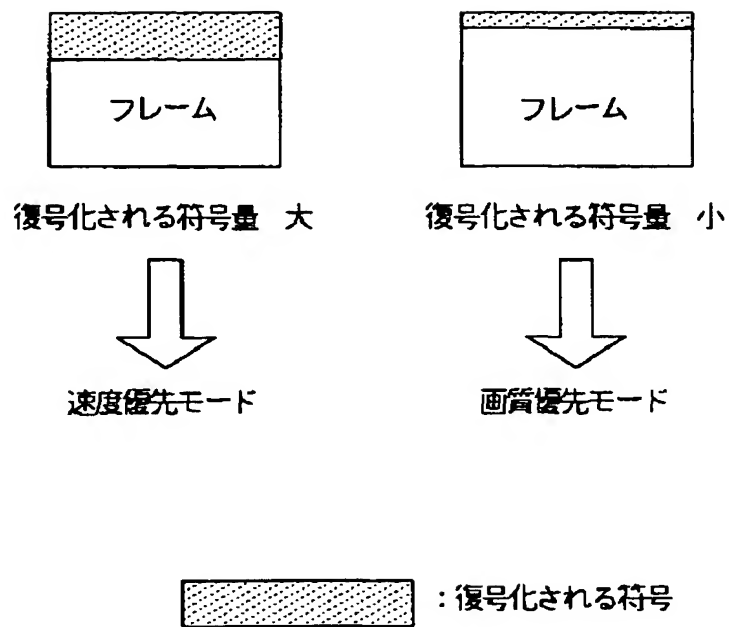 フレーム
フレーム
復号化される符号量 大
復号化される符号量 小
速度優先モード
画質優先モード
：復号化される符号